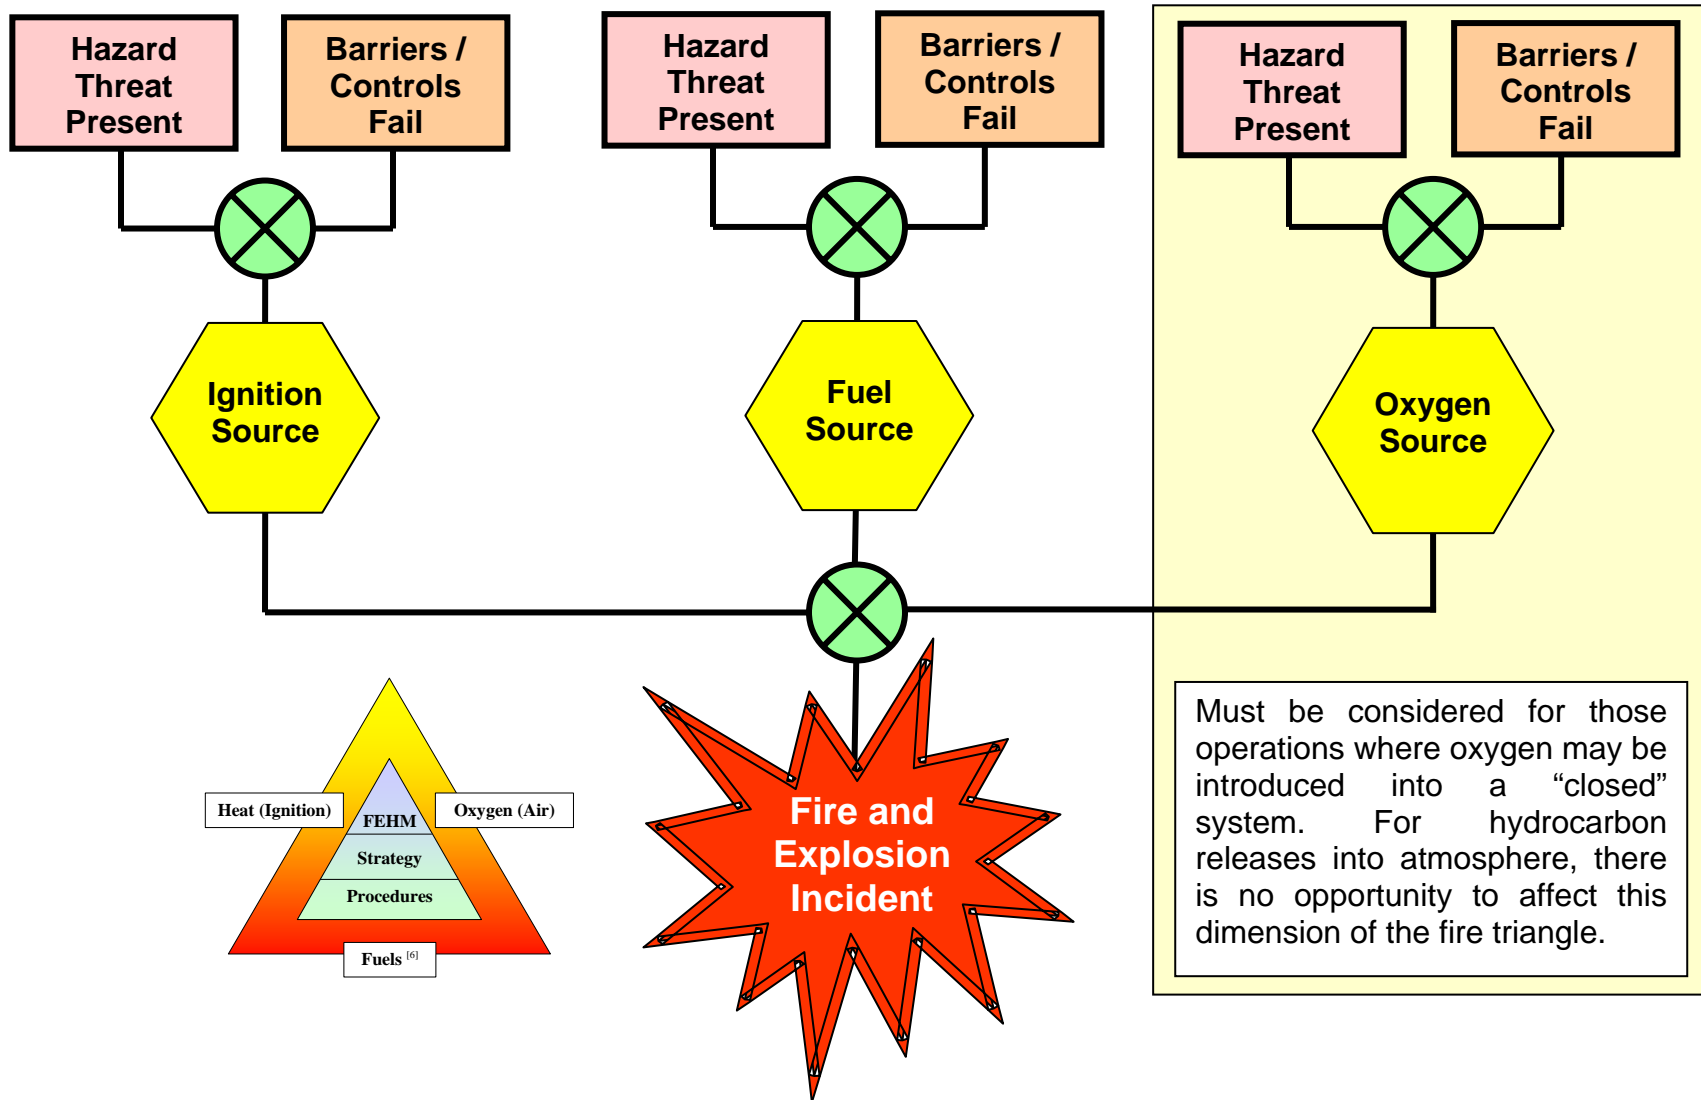 Hazard
Threat
Present
Barriers /
Controls
Fail
Hazard
Threat
Present
Barriers /
Controls
Fail
Hazard
Threat
Present
Barriers /
Controls
Fail
Ignition
Source
Fuel
Source
Oxygen
Source
Heat (Ignition)
Oxygen (Air)
FEHM
Strategy
Procedures
Fuels [6]
Fire and
Explosion
Incident
Must be considered for those
operations where oxygen may be
introduced into a “closed”
system. For hydrocarbon
releases into atmosphere, there
is no opportunity to affect this
dimension of the fire triangle.